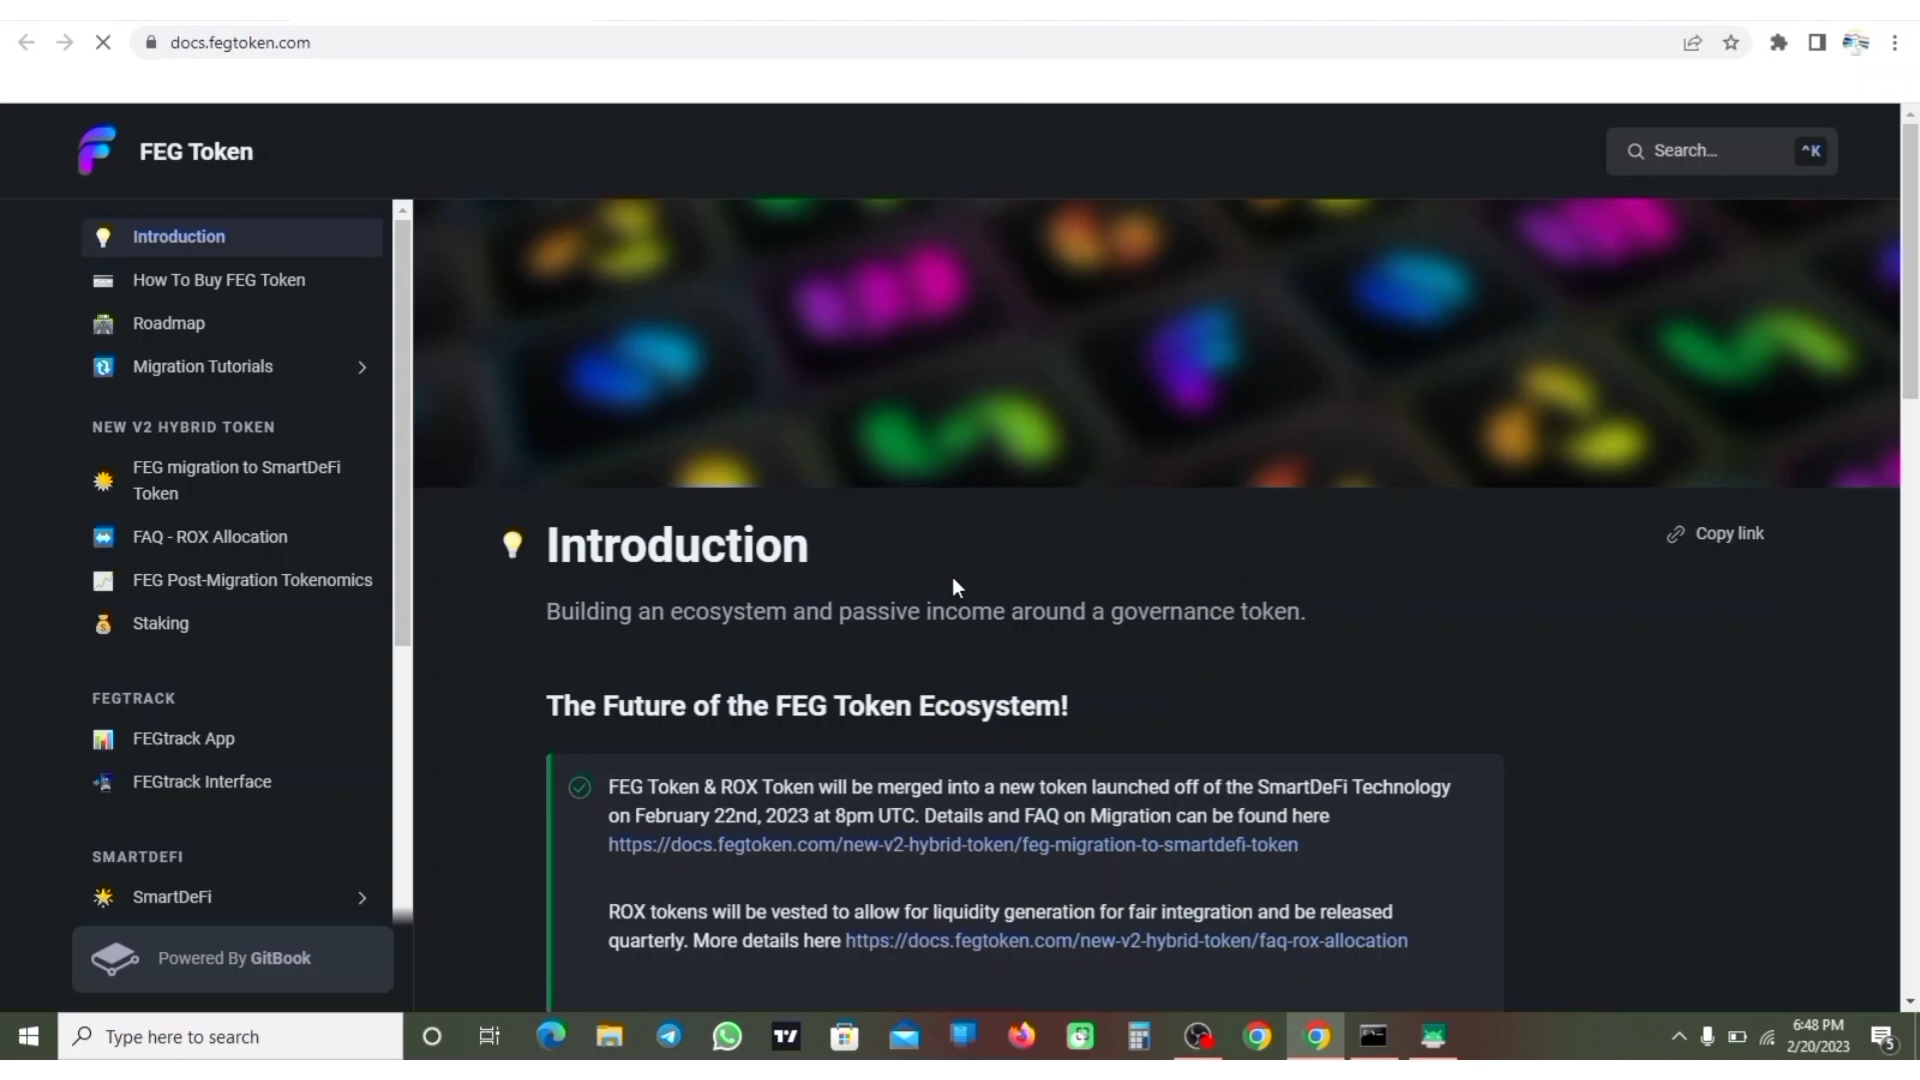 docs.fegtoken.com
FEG Token
Search...
^K
Introduction
How To Buy FEG Token
Roadmap
Migration Tutorials
NEW V2 HYBRID TOKEN
FEG migration to SmartDeFi
Token
FAQ - ROX Allocation
FEG Post-Migration Tokenomics
Staking
FEGTRACK
FEGtrack App
FEGtrack Interface
SMARTDEFI
SmartDeFi
Powered By GitBook
Introduction
Copy link
Building an ecosystem and passive income around a governance token.
The Future of the FEG Token Ecosystem!
FEG Token & ROX Token will be merged into a new token launched off of the SmartDeFi Technology
on February 22nd, 2023 at 8pm UTC. Details and FAQ on Migration can be found here
https://docs.fegtoken.com/new-v2-hybrid-token/feg-migration-to-smartdefi-token
ROX tokens will be vested to allow for liquidity generation for fair integration and be released
quarterly. More details here https://docs.fegtoken.com/new-v2-hybrid-token/faq-rox-allocation
Type here to search
6:48 PM
2/20/2023
5